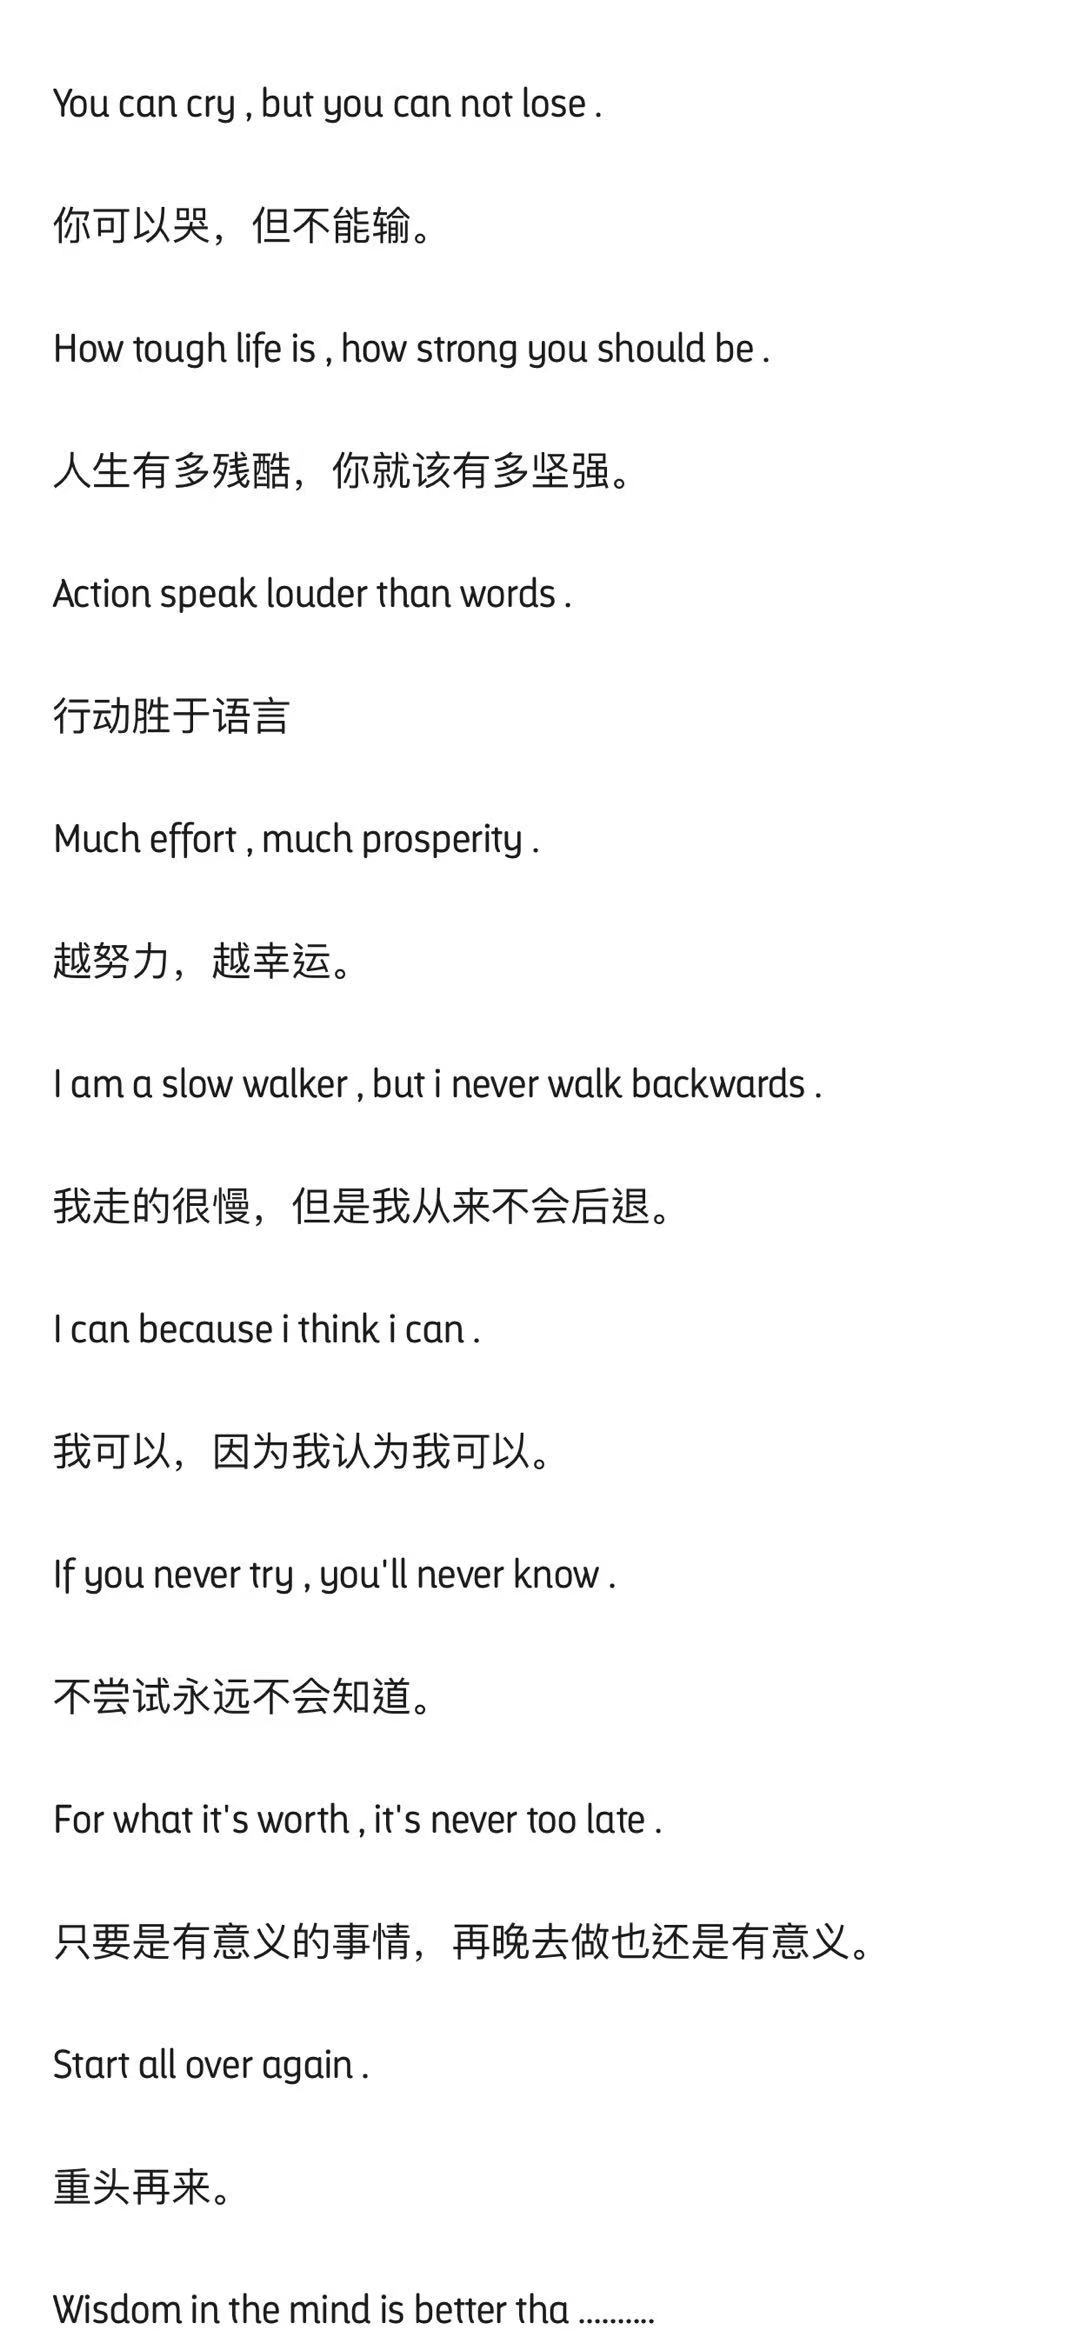 You can cry , but you can not lose .
你可以哭，但不能输。
How tough life is , how strong you should be .
人生有多残酷，你就该有多坚强。
Action speak louder than words .
行动胜于语言
Much effort , much prosperity .
越努力，越幸运。
I am a slow walker , but i never walk backwards .
我走的很慢，但是我从来不会后退。
I can because i think i can .
我可以，因为我认为我可以。
If you never try , you'll never know .
不尝试永远不会知道。
For what it's worth , it's never too late .
只要是有意义的事情，再晚去做也还是有意义。
Start all over again .
重头再来。
Wisdom in the mind is better tha ..........